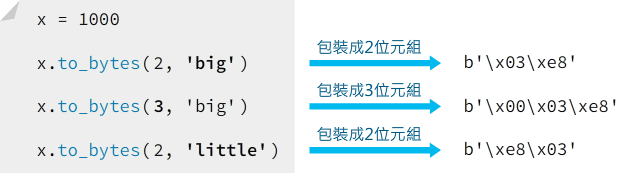 x = 1000
x.to_bytes(2, 'big') 包裝成2位元組 b'\x03\xe8'
x.to_bytes(3, 'big') 包裝成3位元組 b'\x00\x03\xe8'
x.to_bytes(2, 'little') 包裝成2位元組 b'\xe8\x03'